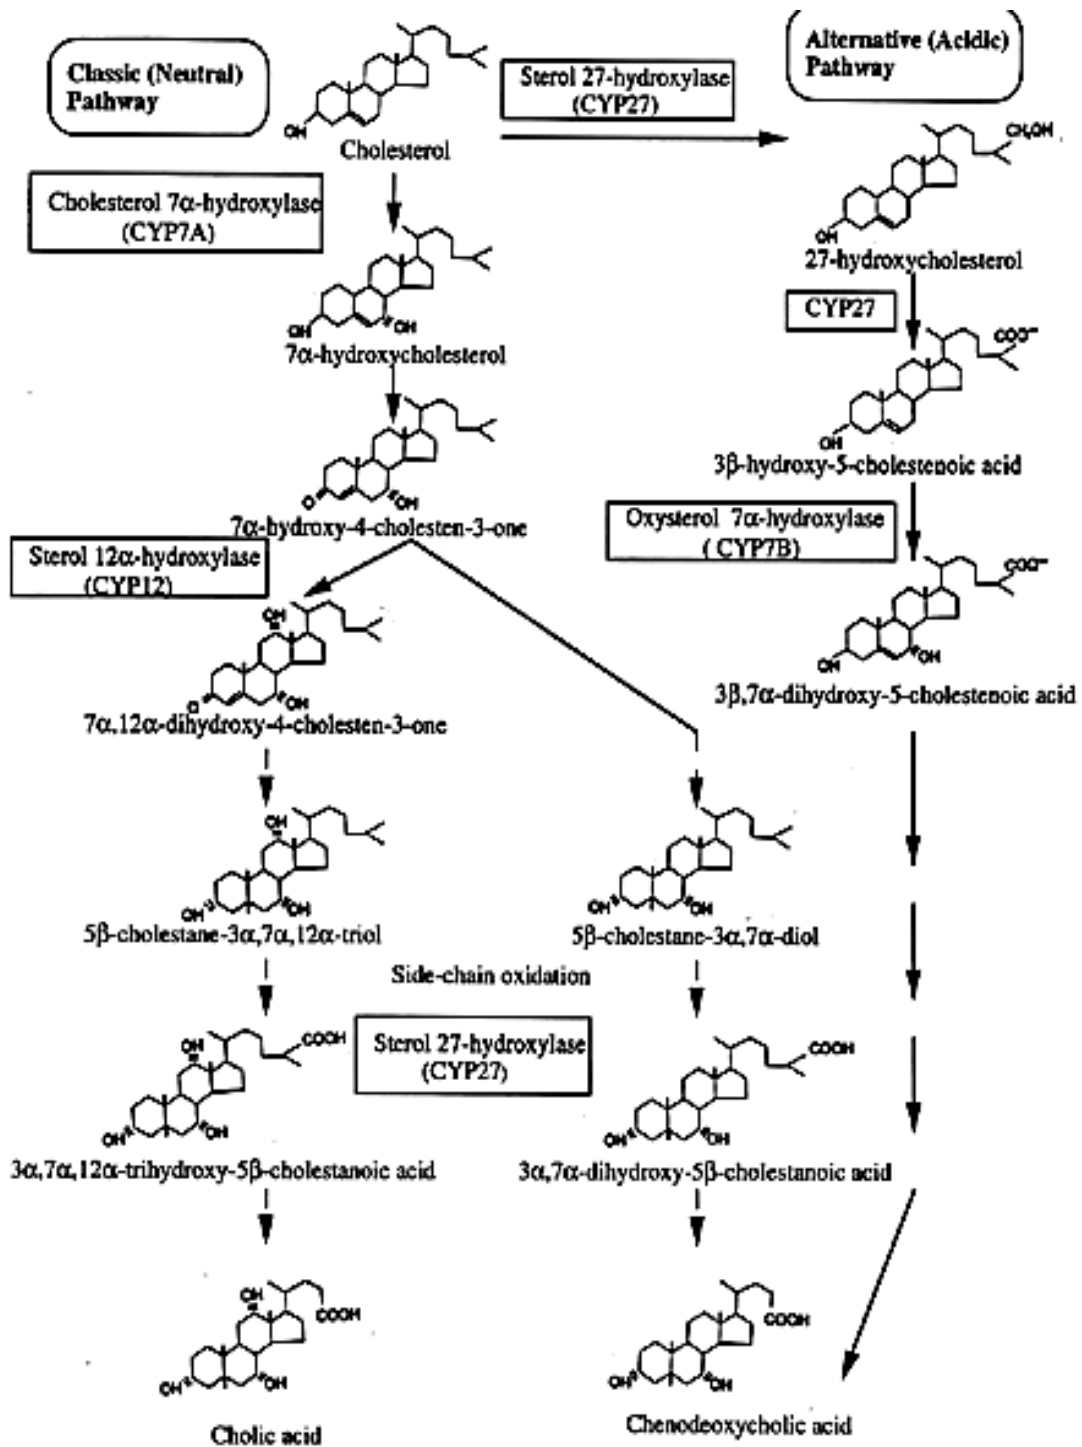 Classic (Neutral)
Pathway
Alternative (Acidic)
Pathway
Sterol 27-hydroxylase
(CYP27)
OH
Cholesterol
CH₂OH
OH
27-hydroxycholesterol
Cholesterol 7α-hydroxylase
(CYP7A)
OH
OH
7α-hydroxycholesterol
CYP27
COO⁻
OH
3β-hydroxy-5-cholestenoic acid
O
OH
7α-hydroxy-4-cholesten-3-one
Oxysterol 7α-hydroxylase
( CYP7B)
Sterol 12α-hydroxylase
(CYP12)
COO⁻
OH
OH
3β,7α-dihydroxy-5-cholestenoic acid
OH
O
OH
7α,12α-dihydroxy-4-cholesten-3-one
OH
OH
OH
5β-cholestane-3α,7α,12α-triol
OH
OH
5β-cholestane-3α,7α-diol
Side-chain oxidation
Sterol 27-hydroxylase
(CYP27)
OH
COOH
OH
OH
3α,7α,12α-trihydroxy-5β-cholestanoic acid
COOH
OH
OH
3α,7α-dihydroxy-5β-cholestanoic acid
OH
COOH
OH
OH
Cholic acid
COOH
OH
OH
Chenodeoxycholic acid